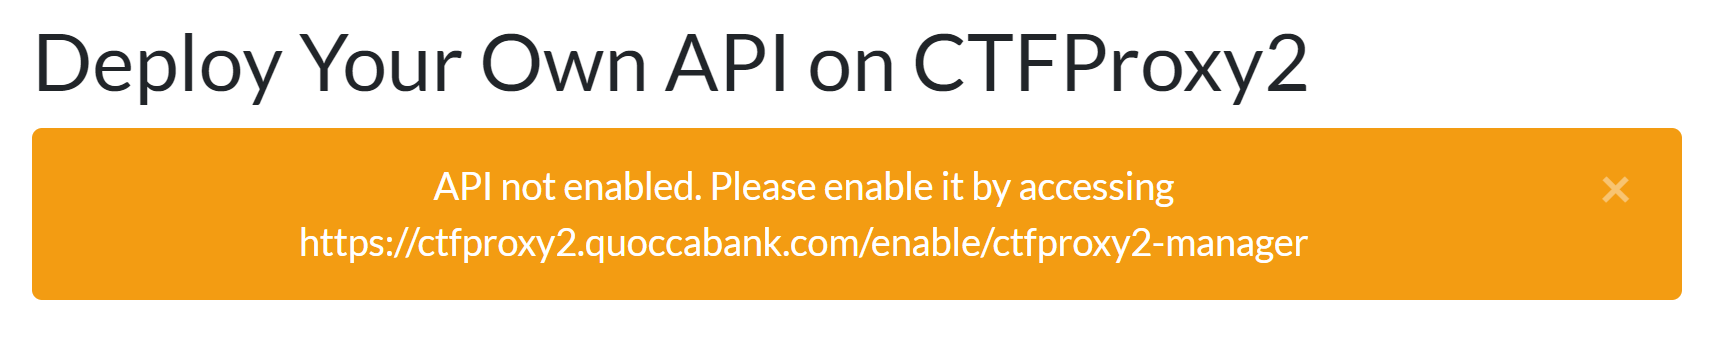 Deploy Your Own API on CTFProxy2
API not enabled. Please enable it by accessing
https://ctfproxy2.quoccabank.com/enable/ctfproxy2-manager